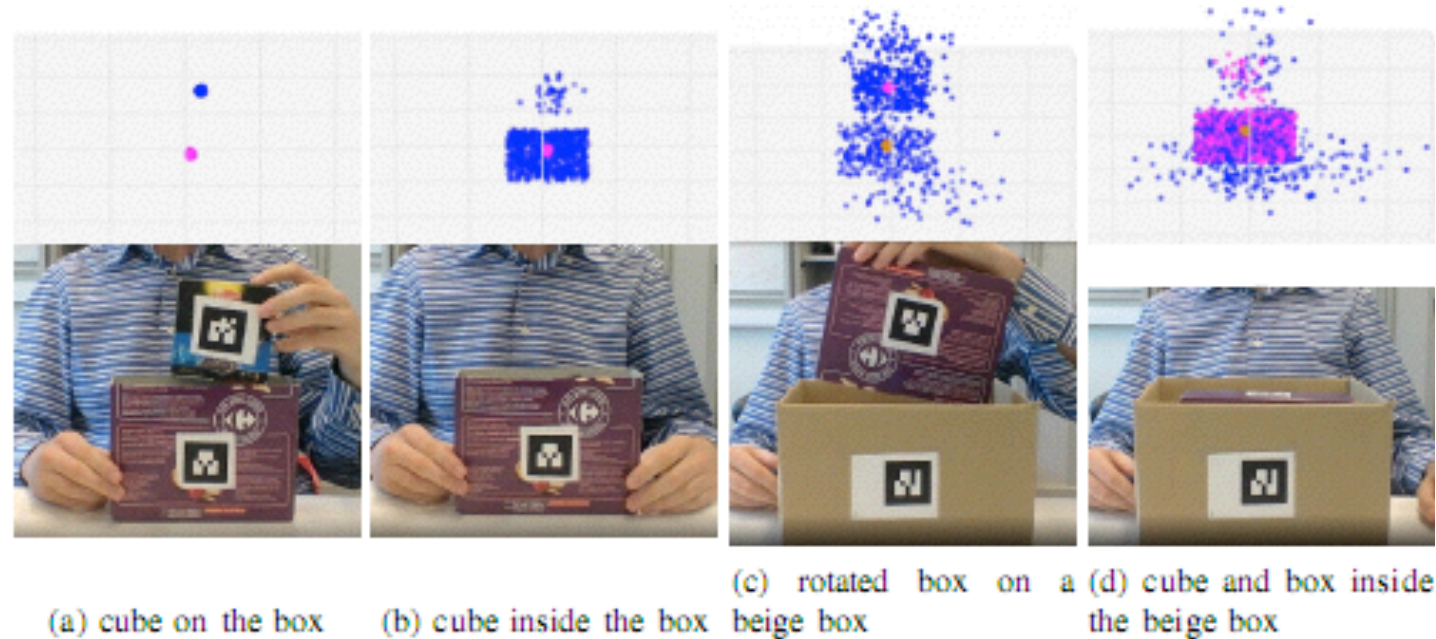 (a) cube on the box
(b) cube inside the box
(c) rotated box on a
beige box
(d) cube and box inside
the beige box